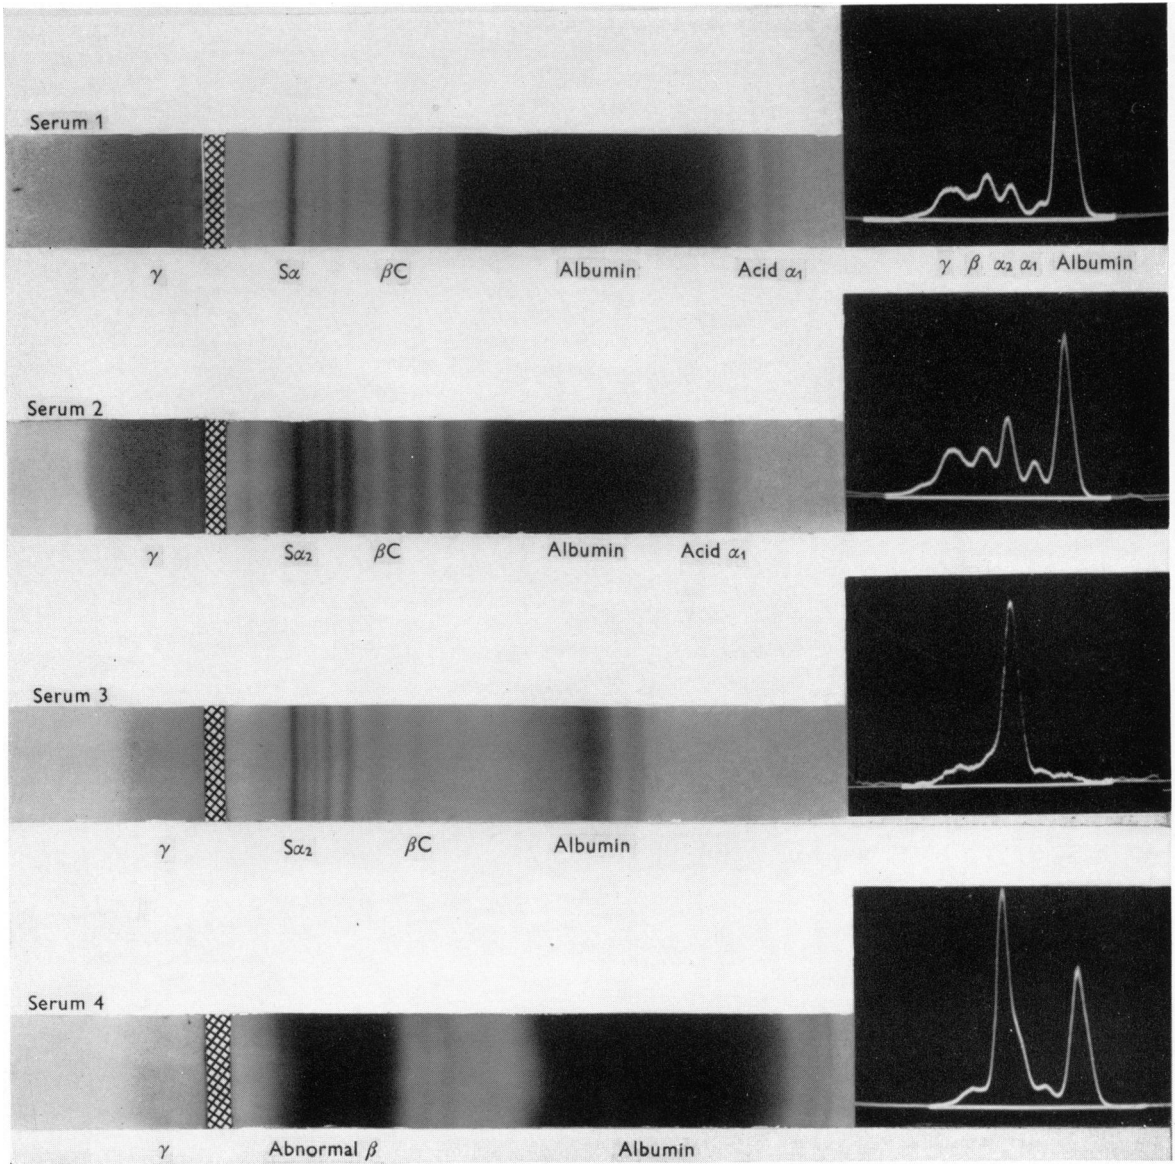 Serum 1
γ Sα βC Albumin Acid α₁
γ β α₂ α₁ Albumin
Serum 2
γ Sα₂ βC Albumin Acid α₁
Serum 3
γ Sα₂ βC Albumin
Serum 4
γ Abnormal β Albumin